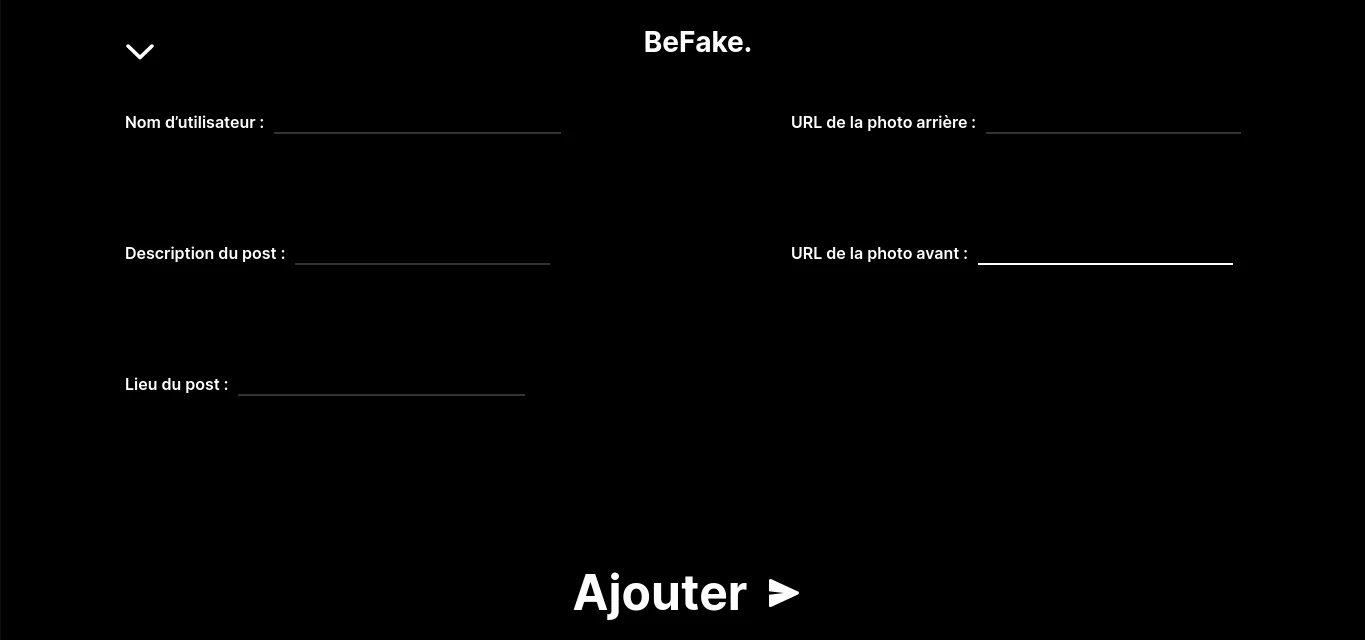 BeFake.
Nom d’utilisateur :
URL de la photo arrière :
Description du post :
URL de la photo avant :
Lieu du post :
Ajouter